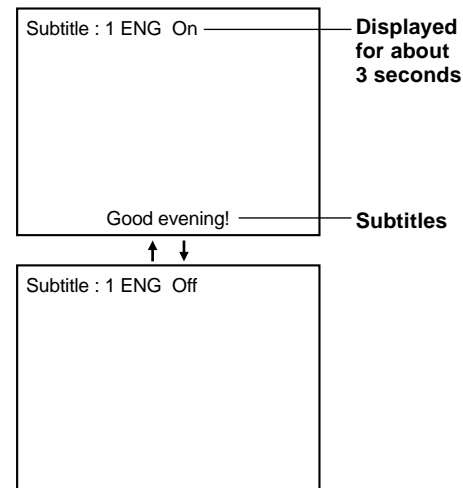 Subtitle : 1 ENG On
Displayed
for about
3 seconds
Good evening!
Subtitles
Subtitle : 1 ENG Off